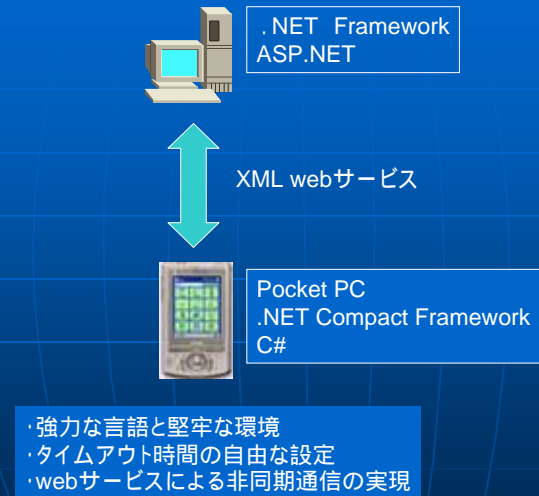 .NET Framework
ASP.NET
XML webサービス
Pocket PC
.NET Compact Framework
C#
・強力な言語と堅牢な環境
・タイムアウト時間の自由な設定
・webサービスによる非同期通信の実現